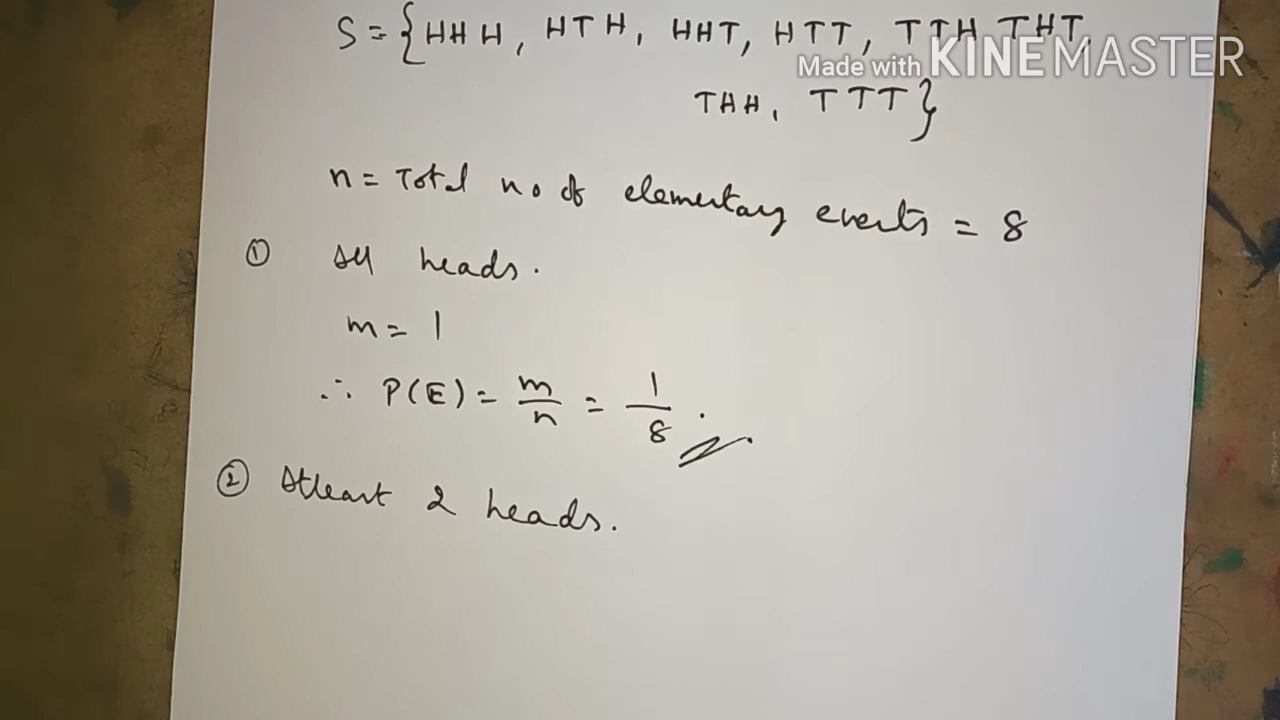 S = {HHH, HTH, HHT, HTT, TTH THT,
Made with KINEMASTER
THH, TTT}
n = Total no of elementary events = 8
① All heads.
m = 1
∴ P(E) = m/n = 1/8.
② Atleast 2 heads.